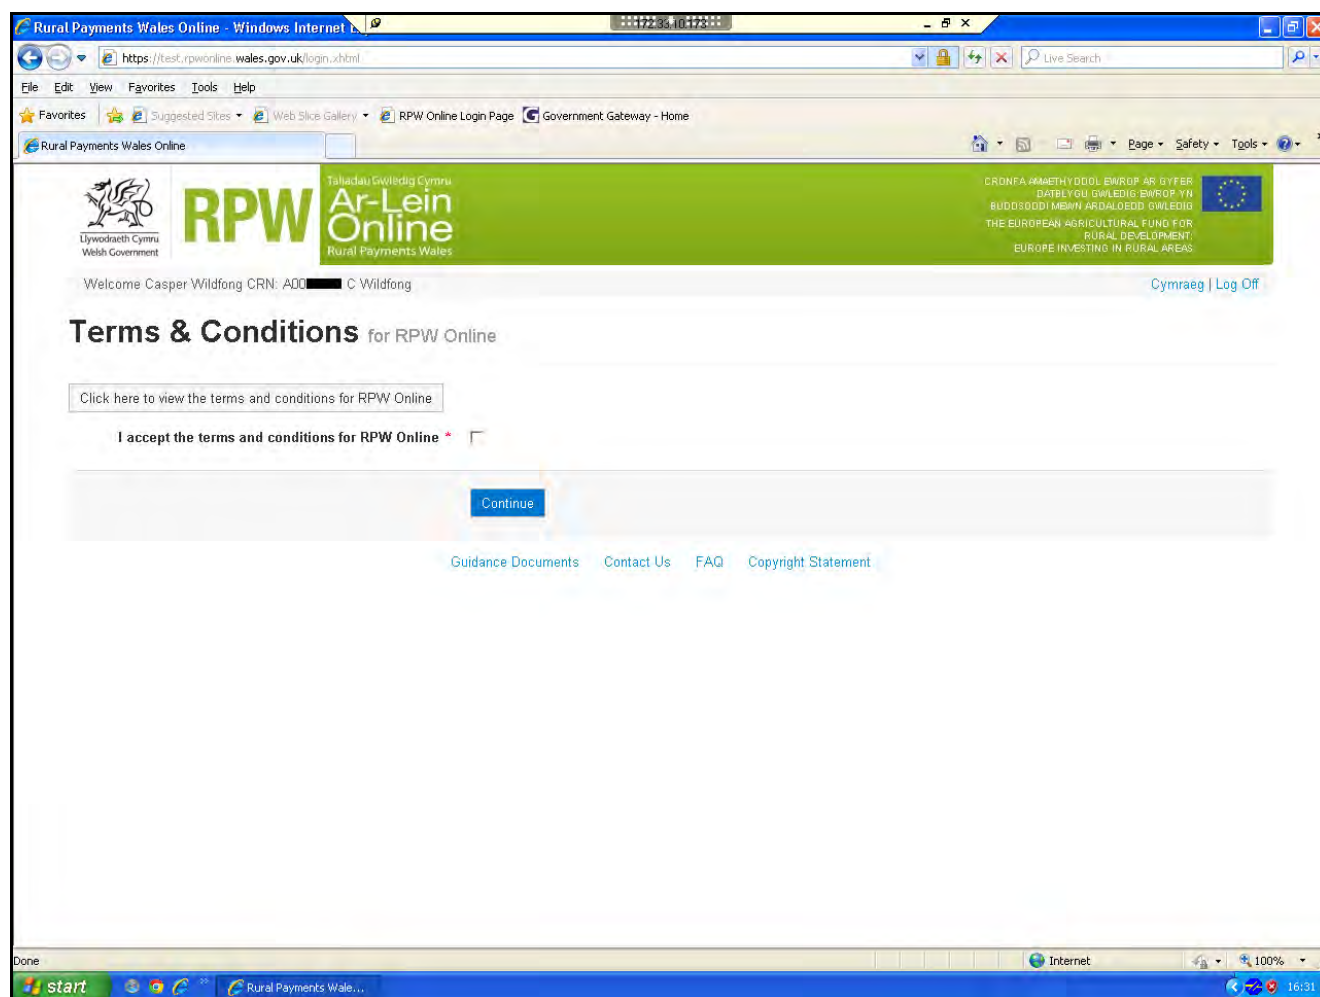 Rural Payments Wales Online - Windows Internet
172.33.10.173
https://test.rpwonline.wales.gov.uk/login.xhtml
Live Search
File Edit View Favorites Tools Help
Favorites Suggested Sites Web Slice Gallery RPW Online Login Page Government Gateway - Home
Rural Payments Wales Online
Page Safety Tools
Llywodraeth Cymru
Welsh Government
RPW
Taliadau Gwledig Cymru
Ar-Lein
Online
Rural Payments Wales
CRONFA AMAETHYDDOL EWROP AR GYFER
DATBLYGU GWLEDIG: EWROP YN
BUDDSODDI MEWN ARDALOEDD GWLEDIG
THE EUROPEAN AGRICULTURAL FUND FOR
RURAL DEVELOPMENT:
EUROPE INVESTING IN RURAL AREAS
Welcome Casper Wildfong CRN: A00 C Wildfong
Cymraeg | Log Off
Terms & Conditions for RPW Online
Click here to view the terms and conditions for RPW Online
I accept the terms and conditions for RPW Online *
Continue
Guidance Documents Contact Us FAQ Copyright Statement
Done
Internet
100%
start
Rural Payments Wale...
16:31